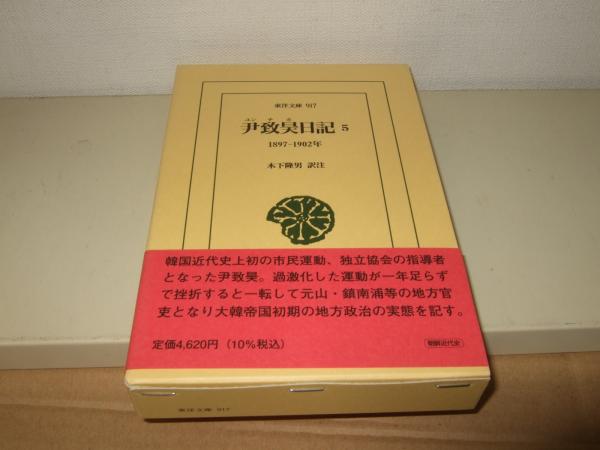 東洋文庫 917
ユン チ ホ
尹致昊日記 5
1897-1902年
木下隆男 訳注
韓国近代史上初の市民運動、独立協会の指導者
となった尹致昊。過激化した運動が一年足らず
で挫折すると一転して元山・鎮南浦等の地方官
吏となり大韓帝国初期の地方政治の実態を記す。
定価4,620円（10%税込）
朝鮮近代史
東洋文庫 917